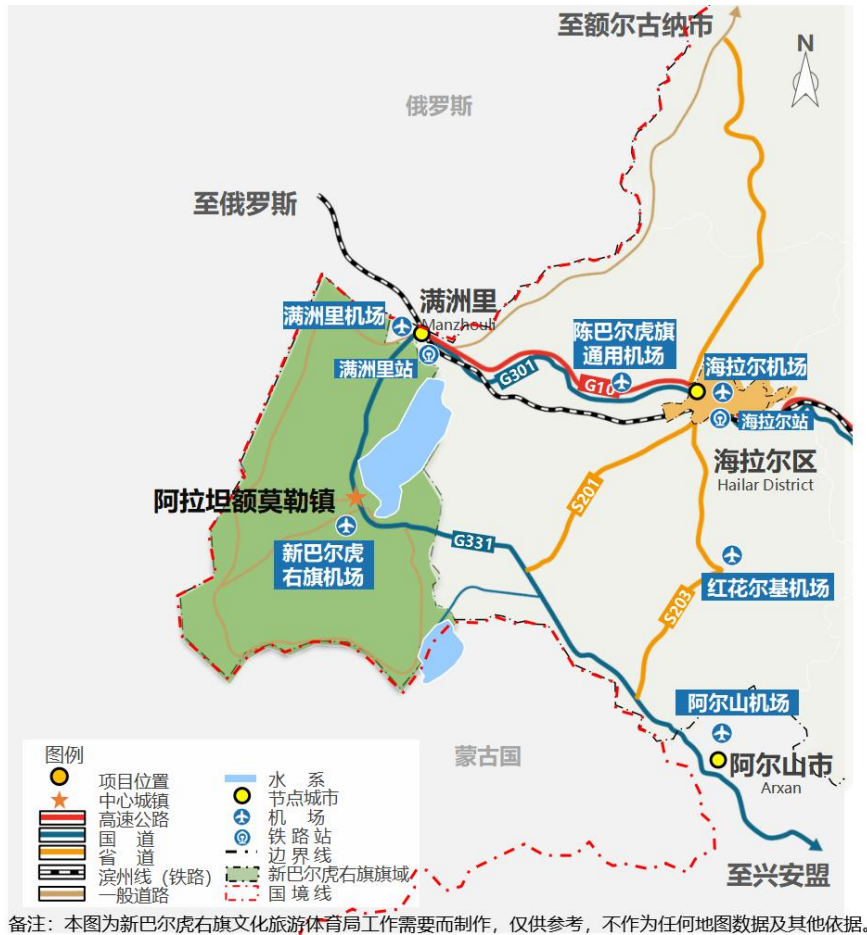 至额尔古纳市
N
俄罗斯
至俄罗斯
满洲里
Manzhouli
满洲里机场
满洲里站
陈巴尔虎旗
通用机场
G301
G10
海拉尔机场
海拉尔站
海拉尔区
Hailar District
阿拉坦额莫勒镇
S201
G331
新巴尔虎
右旗机场
红花尔基机场
S203
阿尔山机场
蒙古国
阿尔山市
Arxan
至兴安盟
图例
项目位置
中心城镇
高速公路
国 道
省 道
滨州线（铁路）
一般道路
水 系
节点城市
机 场
铁 路 站
边 界 线
新巴尔虎右旗旗域
国 境 线
备注：本图为新巴尔虎右旗文化旅游体育局工作需要而制作，仅供参考，不作为任何地图数据及其他依据。